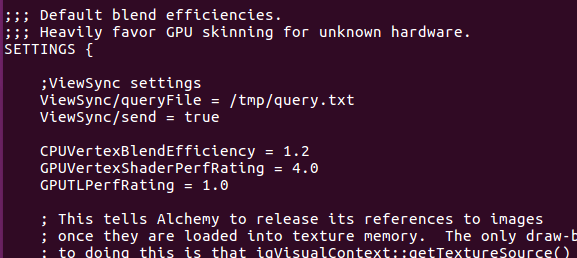 ;;; Default blend efficiencies.
;;; Heavily favor GPU skinning for unknown hardware.
SETTINGS {
;ViewSync settings
ViewSync/queryFile = /tmp/query.txt
ViewSync/send = true
CPUVertexBlendEfficiency = 1.2
GPUVertexShaderPerfRating = 4.0
GPUTLPerfRating = 1.0
; This tells Alchemy to release its references to images
; once they are loaded into texture memory.  The only draw-b
; to doing this is that igVisualContext::getTextureSource()